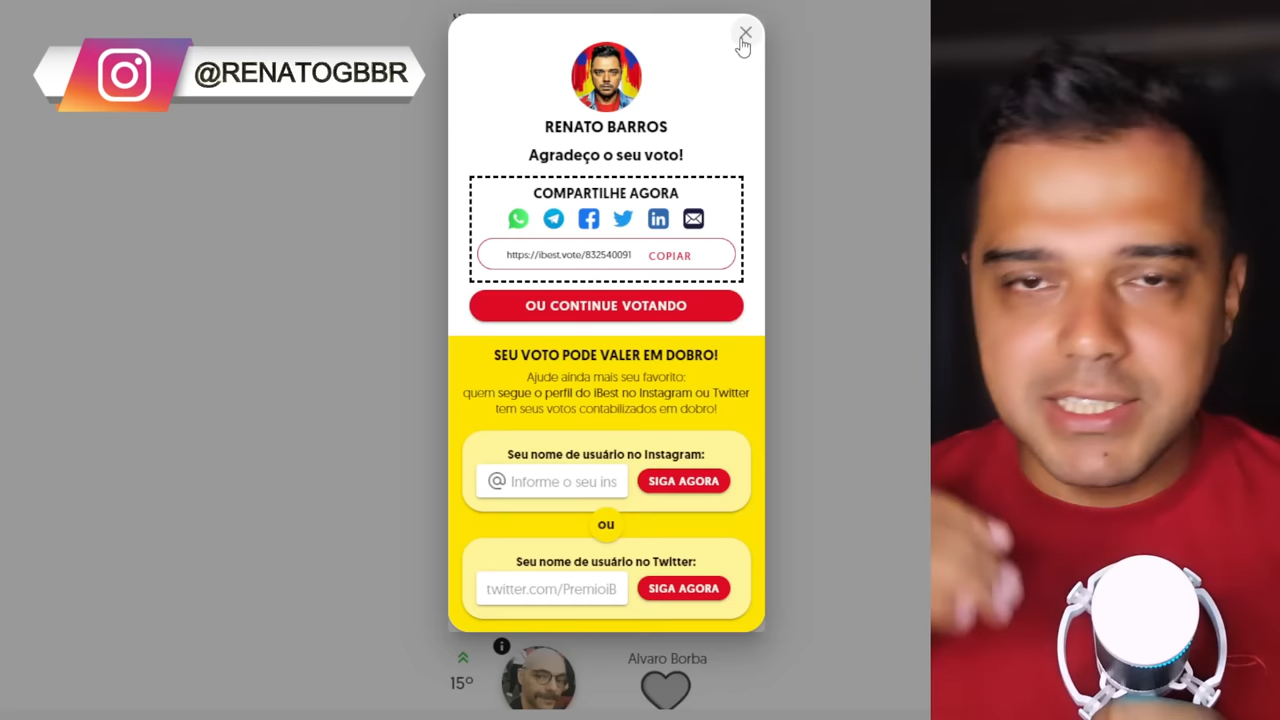 @RENATOGBBR
RENATO BARROS
Agradeço o seu voto!
COMPARTILHE AGORA
https://ibest.vote/832540091 COPIAR
OU CONTINUE VOTANDO
SEU VOTO PODE VALER EM DOBRO!
Ajude ainda mais seu favorito:
quem segue o perfil do iBest no Instagram ou Twitter
tem seus votos contabilizados em dobro!
Seu nome de usuário no Instagram:
@ Informe o seu ins SIGA AGORA
ou
Seu nome de usuário no Twitter:
twitter.com/PremioiB SIGA AGORA
Alvaro Borba
15º